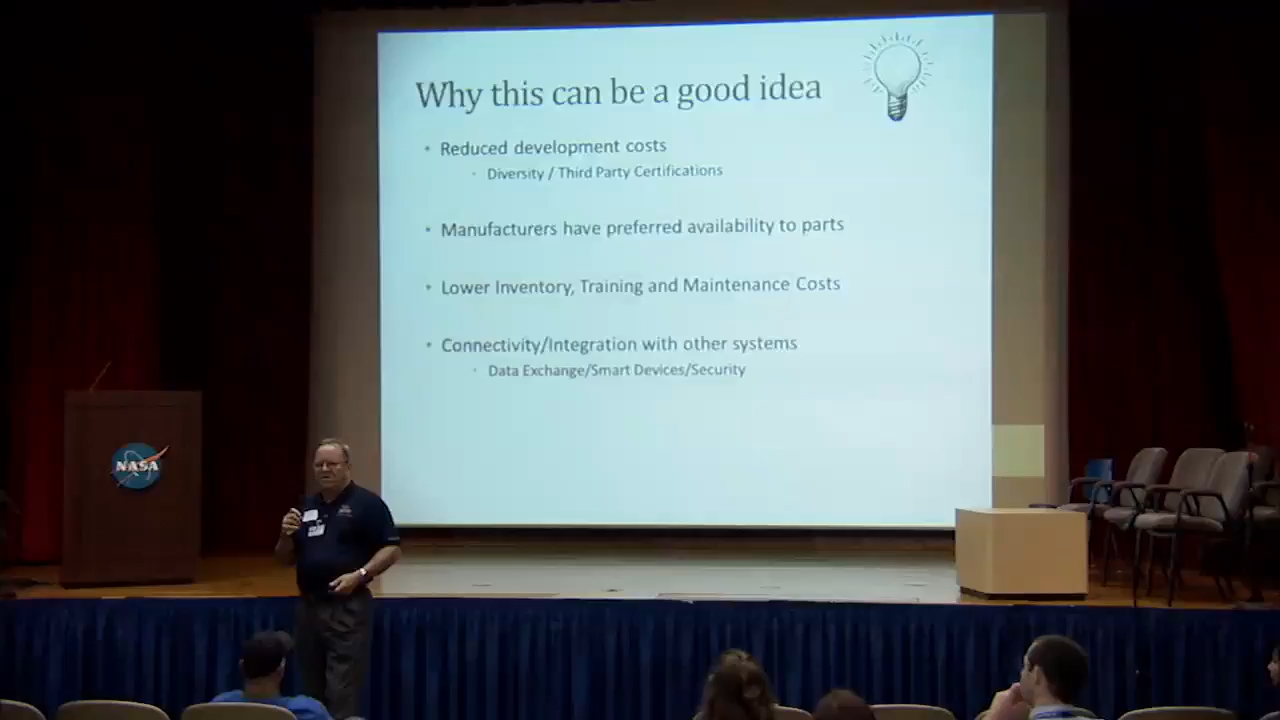 Why this can be a good idea
• Reduced development costs
• Diversity / Third Party Certifications
• Manufacturers have preferred availability to parts
• Lower Inventory, Training and Maintenance Costs
• Connectivity/Integration with other systems
• Data Exchange/Smart Devices/Security
NASA